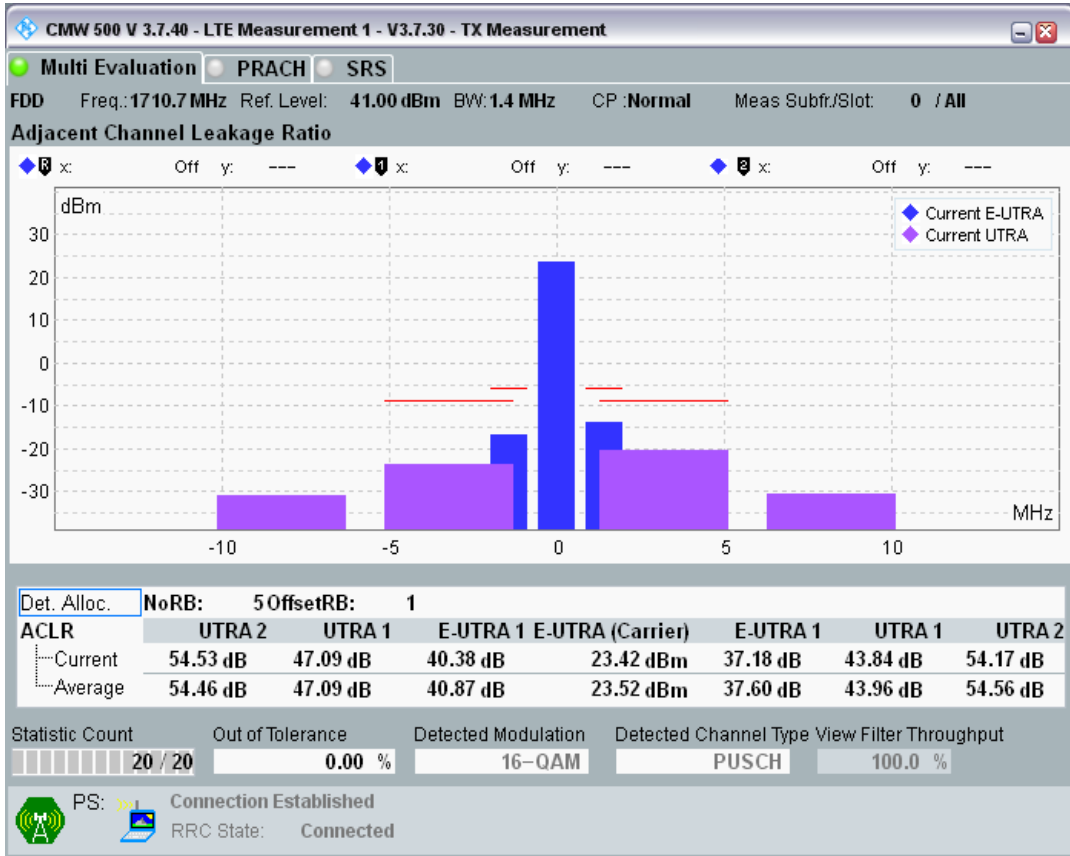 CMW 500 V 3.7.40 - LTE Measurement 1 - V3.7.30 - TX Measurement
Multi Evaluation PRACH SRS
FDD Freq.:1710.7 MHz Ref. Level: 41.00 dBm BW:1.4 MHz CP :Normal Meas Subfr./Slot: 0 / All
Adjacent Channel Leakage Ratio
R x: Off y: --- 1 x: Off y: --- 2 x: Off y: ---
dBm
Current E-UTRA
Current UTRA
30
20
10
0
-10
-20
-30
MHz
-10 -5 0 5 10
Det. Alloc. NoRB: 5 OffsetRB: 1
ACLR UTRA 2 UTRA 1 E-UTRA 1 E-UTRA (Carrier) E-UTRA 1 UTRA 1 UTRA 2
Current 54.53 dB 47.09 dB 40.38 dB 23.42 dBm 37.18 dB 43.84 dB 54.17 dB
Average 54.46 dB 47.09 dB 40.87 dB 23.52 dBm 37.60 dB 43.96 dB 54.56 dB
Statistic Count Out of Tolerance Detected Modulation Detected Channel Type View Filter Throughput
20 / 20 0.00 % 16-QAM PUSCH 100.0 %
PS: Connection Established
RRC State: Connected